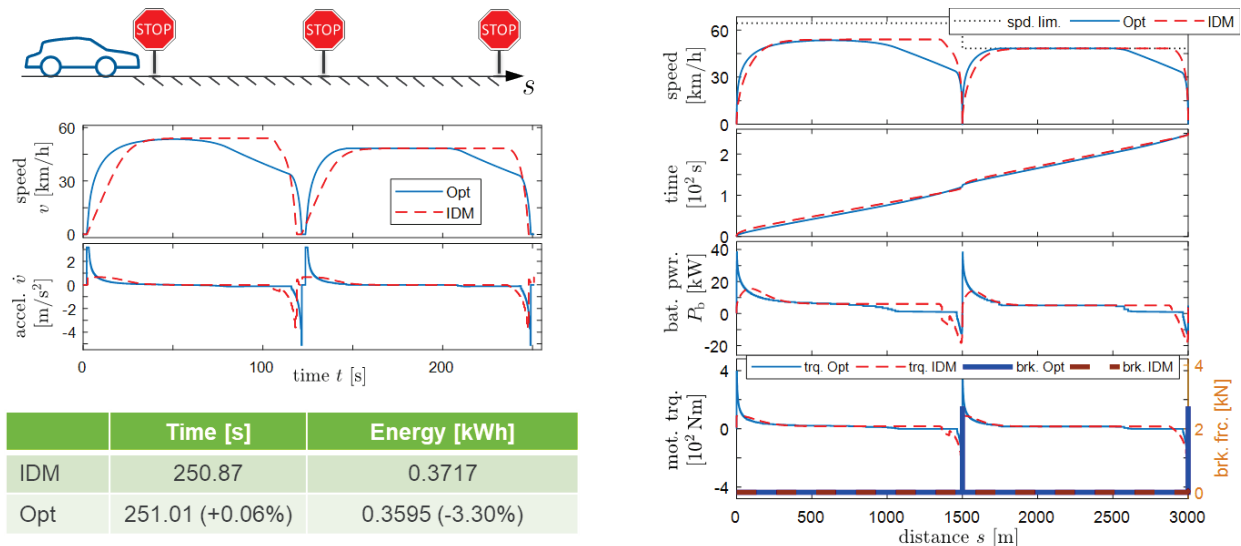 STOP STOP STOP
s
speed
v [km/h]
60
30
0
Opt
IDM
accel. v̇
[m/s²]
2
0
-2
-4
0 100 200
time t [s]
Time [s] Energy [kWh]
IDM 250.87 0.3717
Opt 251.01 (+0.06%) 0.3595 (-3.30%)
spd. lim. Opt IDM
speed
[km/h]
60
30
0
time
[10² s]
2
1
0
bat. pwr.
P_b [kW]
40
20
0
-20
trq. Opt trq. IDM brk. Opt brk. IDM
mot. trq.
[10² Nm]
4
0
-4
4
2
0
brk. frc. [kN]
0 500 1000 1500 2000 2500 3000
distance s [m]